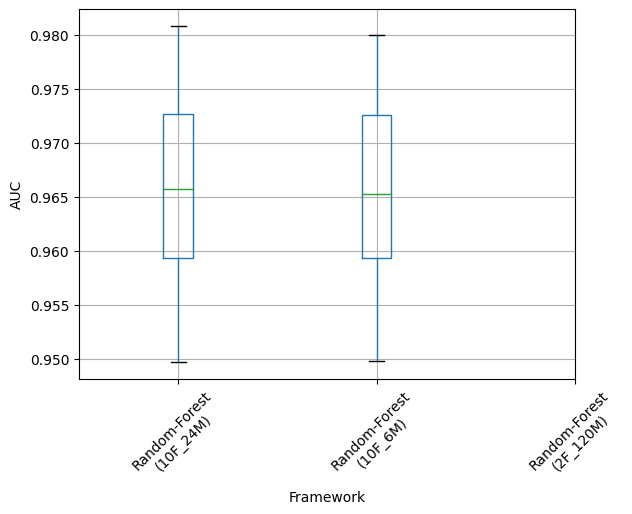 0.980
0.975
0.970
0.965
0.960
0.955
0.950
AUC
Random-Forest
(10F_24M)
Random-Forest
(10F_6M)
Random-Forest
(2F_120M)
Framework